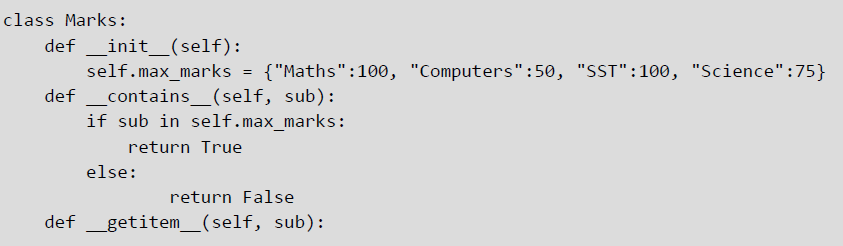 class Marks:
    def __init__(self):
        self.max_marks = {"Maths":100, "Computers":50, "SST":100, "Science":75}
    def __contains__(self, sub):
        if sub in self.max_marks:
            return True
        else:
                return False
    def __getitem__(self, sub):